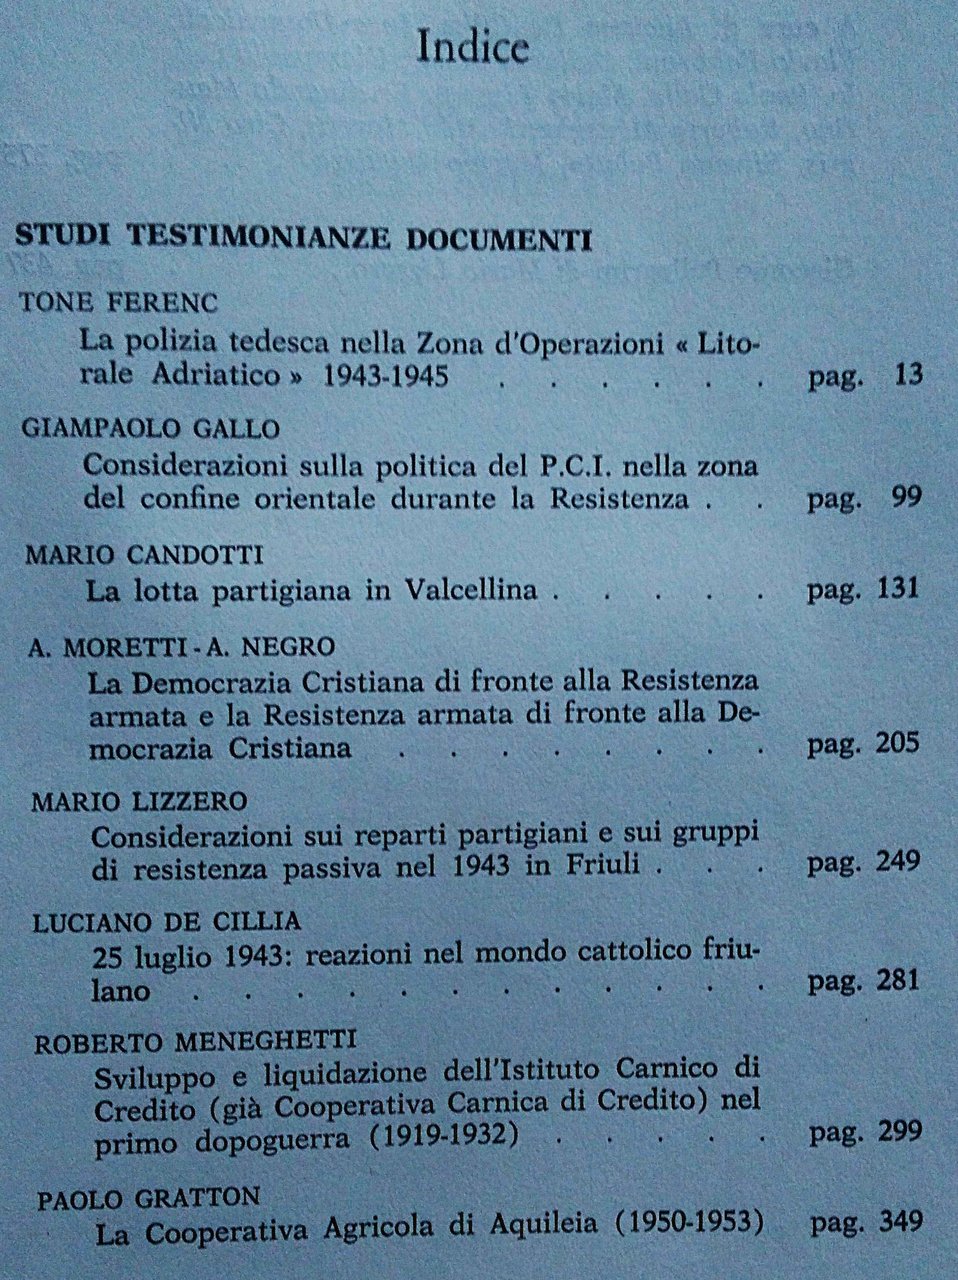 Indice
STUDI TESTIMONIANZE DOCUMENTI
TONE FERENC
La polizia tedesca nella Zona d'Operazioni « Lito-
rale Adriatico » 1943-1945 . . . . . . pag. 13
GIAMPAOLO GALLO
Considerazioni sulla politica del P.C.I. nella zona
del confine orientale durante la Resistenza . . pag. 99
MARIO CANDOTTI
La lotta partigiana in Valcellina . . . . . pag. 131
A. MORETTI - A. NEGRO
La Democrazia Cristiana di fronte alla Resistenza
armata e la Resistenza armata di fronte alla De-
mocrazia Cristiana . . . . . . . . pag. 205
MARIO LIZZERO
Considerazioni sui reparti partigiani e sui gruppi
di resistenza passiva nel 1943 in Friuli . . . pag. 249
LUCIANO DE CILLIA
25 luglio 1943: reazioni nel mondo cattolico friu-
lano . . . . . . . . . . . . pag. 281
ROBERTO MENEGHETTI
Sviluppo e liquidazione dell'Istituto Carnico di
Credito (già Cooperativa Carnica di Credito) nel
primo dopoguerra (1919-1932) . . . . . pag. 299
PAOLO GRATTON
La Cooperativa Agricola di Aquileia (1950-1953) pag. 349